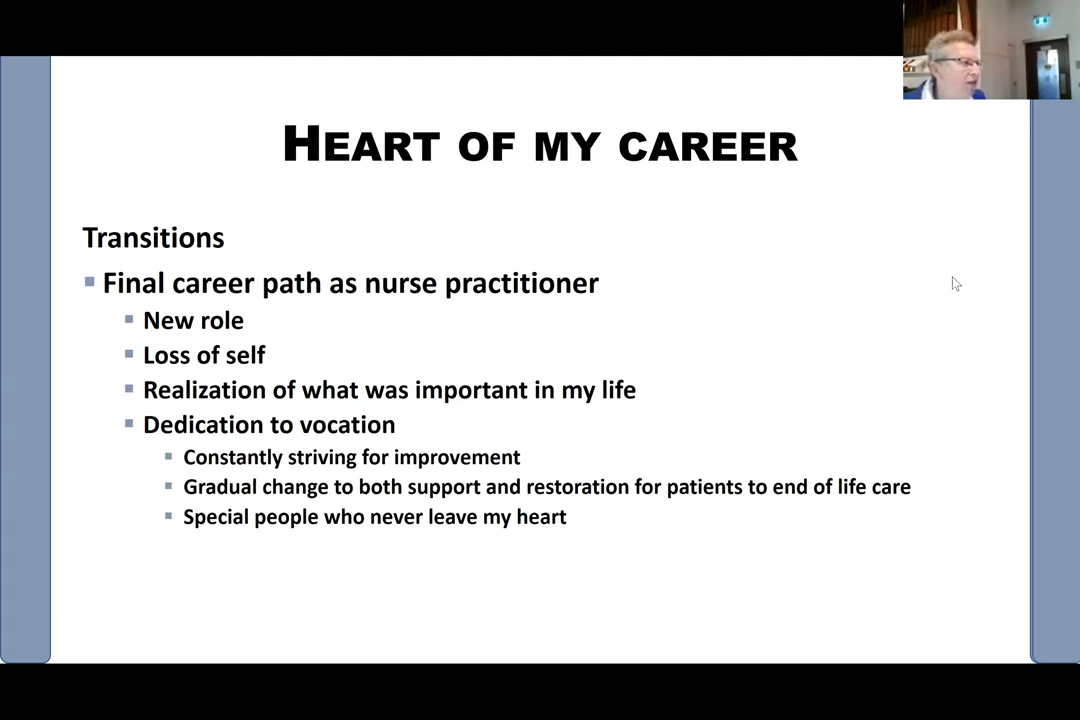 HEART OF MY CAREER
Transitions
Final career path as nurse practitioner
New role
Loss of self
Realization of what was important in my life
Dedication to vocation
Constantly striving for improvement
Gradual change to both support and restoration for patients to end of life care
Special people who never leave my heart